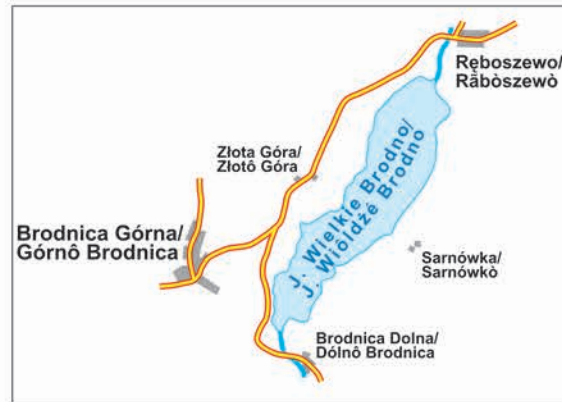 Ręboszewo/
Rãbòszewò
Złota Góra/
Złotô Góra
J. Wielkie Brodno/
J. Wiôldżé Brodno
Brodnica Górna/
Górnô Brodnica
Sarnówka/
Sarnówkò
Brodnica Dolna/
Dólnô Brodnica